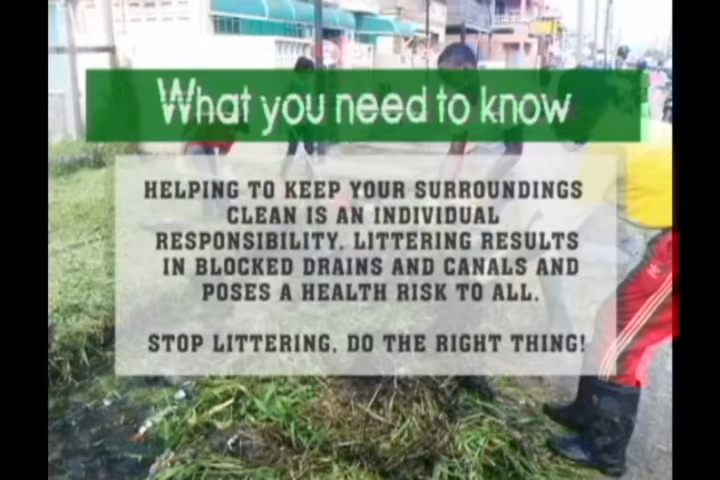 What you need to know
HELPING TO KEEP YOUR SURROUNDINGS
CLEAN IS AN INDIVIDUAL
RESPONSIBILITY. LITTERING RESULTS
IN BLOCKED DRAINS AND CANALS AND
POSES A HEALTH RISK TO ALL.
STOP LITTERING. DO THE RIGHT THING!